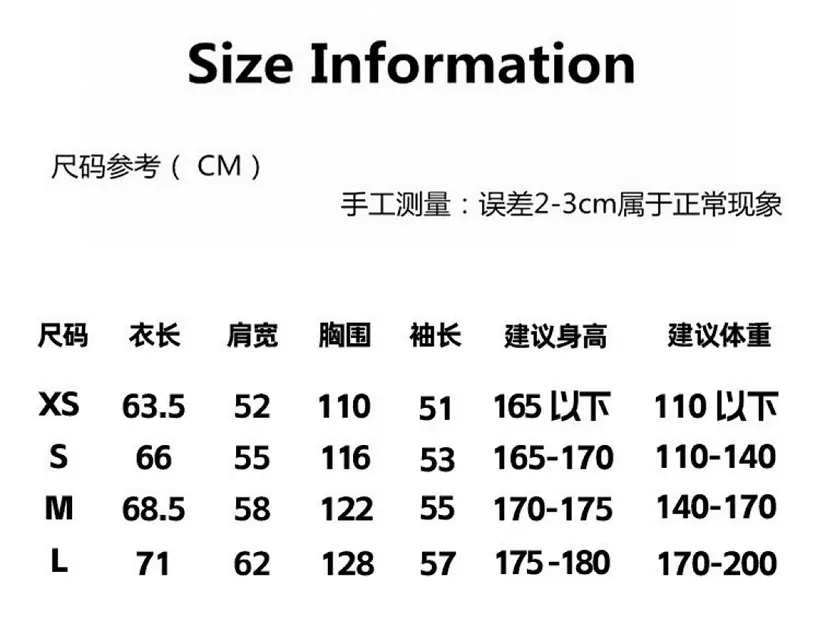 Size Information
尺码参考（ CM ）
手工测量：误差2-3cm属于正常现象
尺码 衣长 肩宽 胸围 袖长 建议身高 建议体重
XS 63.5 52 110 51 165 以下 110 以下
S 66 55 116 53 165-170 110-140
M 68.5 58 122 55 170-175 140-170
L 71 62 128 57 175-180 170-200